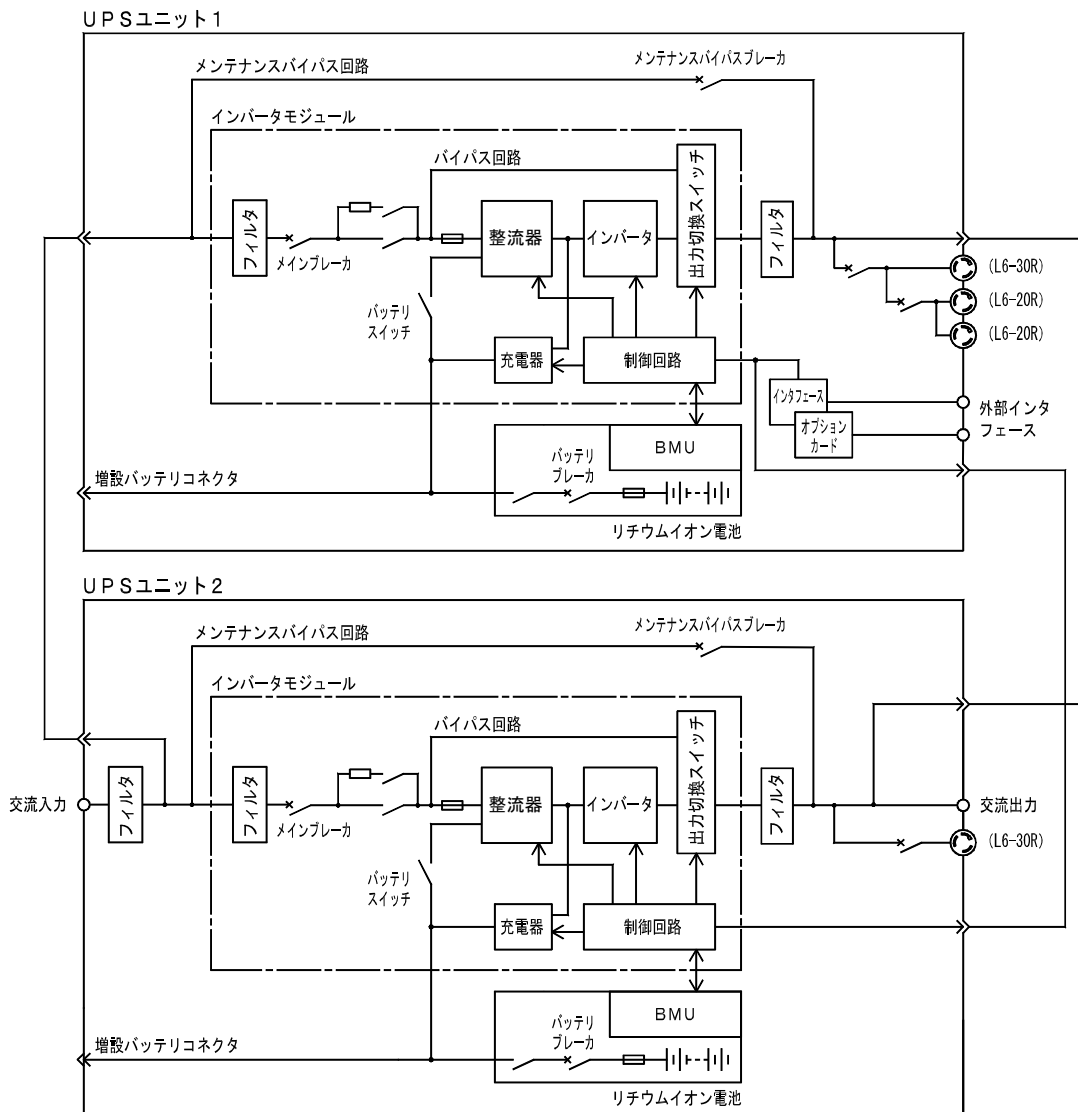 UPSユニット1
メンテナンスバイパス回路
メンテナンスバイパスブレーカ
インバータモジュール
バイパス回路
フィルタ
メインブレーカ
整流器
インバータ
出力切換スイッチ
フィルタ
(L6-30R)
(L6-20R)
(L6-20R)
バッテリ
スイッチ
充電器
制御回路
インタフェース
オプション
カード
外部インタ
フェース
BMU
バッテリ
ブレーカ
増設バッテリコネクタ
リチウムイオン電池
UPSユニット2
メンテナンスバイパス回路
メンテナンスバイパスブレーカ
インバータモジュール
バイパス回路
交流入力
フィルタ
フィルタ
メインブレーカ
整流器
インバータ
出力切換スイッチ
フィルタ
交流出力
(L6-30R)
バッテリ
スイッチ
充電器
制御回路
BMU
バッテリ
ブレーカ
増設バッテリコネクタ
リチウムイオン電池